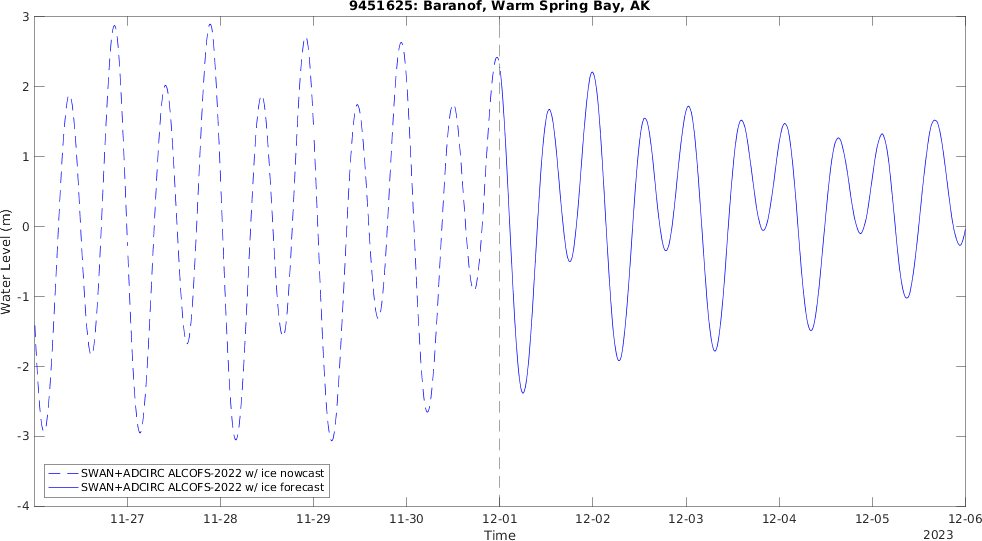 9451625: Baranof, Warm Spring Bay, AK
3
2
1
0
-1
-2
-3
-4
Water Level (m)
SWAN+ADCIRC ALCOFS-2022 w/ ice nowcast
SWAN+ADCIRC ALCOFS-2022 w/ ice forecast
11-27 11-28 11-29 11-30 12-01 12-02 12-03 12-04 12-05 12-06
Time
2023